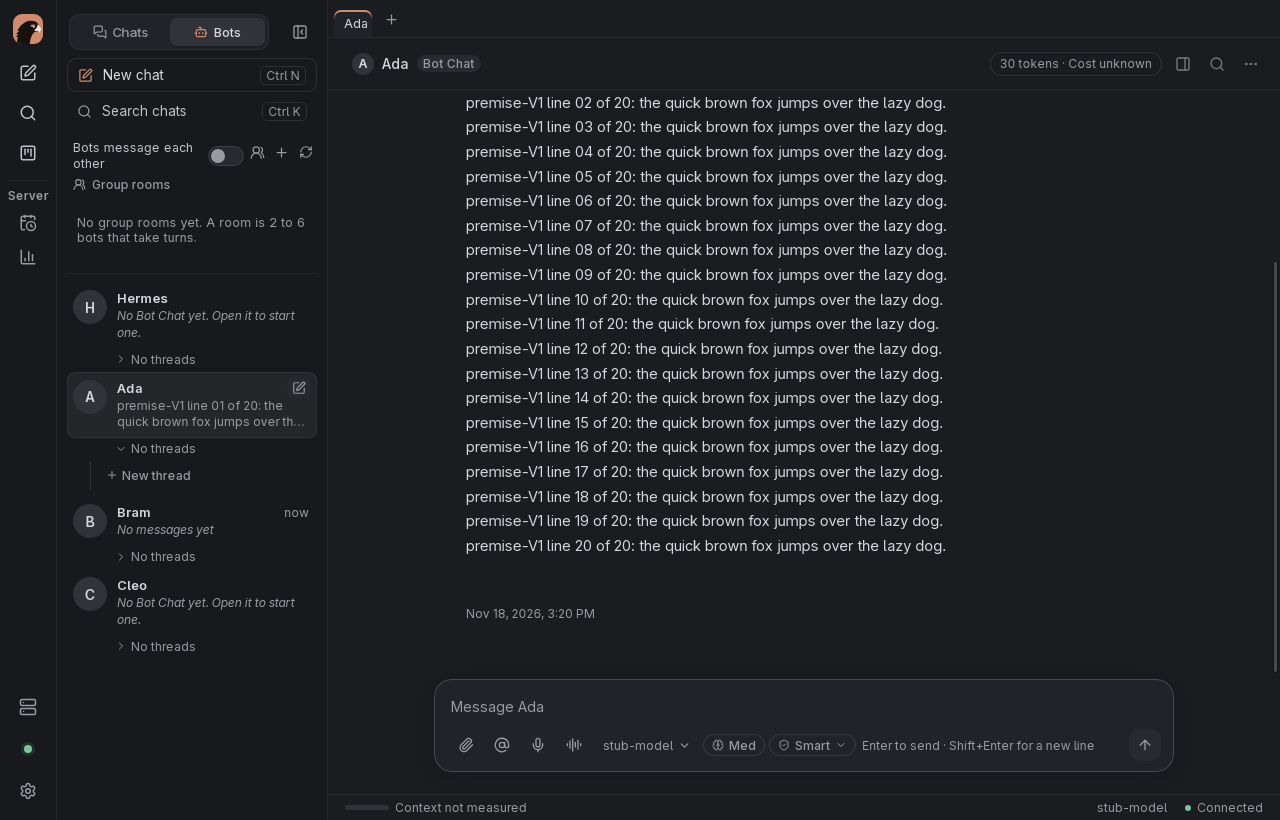 Chats
Bots
New chat
Ctrl N
Search chats
Ctrl K
Bots message each
other
Group rooms
No group rooms yet. A room is 2 to 6
bots that take turns.
Server
H
Hermes
No Bot Chat yet. Open it to start
one.
No threads
A
Ada
premise-V1 line 01 of 20: the
quick brown fox jumps over th…
No threads
New thread
B
Bram
now
No messages yet
No threads
C
Cleo
No Bot Chat yet. Open it to start
one.
No threads
Ada
A
Ada
Bot Chat
30 tokens · Cost unknown
premise-V1 line 02 of 20: the quick brown fox jumps over the lazy dog.
premise-V1 line 03 of 20: the quick brown fox jumps over the lazy dog.
premise-V1 line 04 of 20: the quick brown fox jumps over the lazy dog.
premise-V1 line 05 of 20: the quick brown fox jumps over the lazy dog.
premise-V1 line 06 of 20: the quick brown fox jumps over the lazy dog.
premise-V1 line 07 of 20: the quick brown fox jumps over the lazy dog.
premise-V1 line 08 of 20: the quick brown fox jumps over the lazy dog.
premise-V1 line 09 of 20: the quick brown fox jumps over the lazy dog.
premise-V1 line 10 of 20: the quick brown fox jumps over the lazy dog.
premise-V1 line 11 of 20: the quick brown fox jumps over the lazy dog.
premise-V1 line 12 of 20: the quick brown fox jumps over the lazy dog.
premise-V1 line 13 of 20: the quick brown fox jumps over the lazy dog.
premise-V1 line 14 of 20: the quick brown fox jumps over the lazy dog.
premise-V1 line 15 of 20: the quick brown fox jumps over the lazy dog.
premise-V1 line 16 of 20: the quick brown fox jumps over the lazy dog.
premise-V1 line 17 of 20: the quick brown fox jumps over the lazy dog.
premise-V1 line 18 of 20: the quick brown fox jumps over the lazy dog.
premise-V1 line 19 of 20: the quick brown fox jumps over the lazy dog.
premise-V1 line 20 of 20: the quick brown fox jumps over the lazy dog.
Nov 18, 2026, 3:20 PM
Message Ada
stub-model
Med
Smart
Enter to send · Shift+Enter for a new line
Context not measured
stub-model
Connected